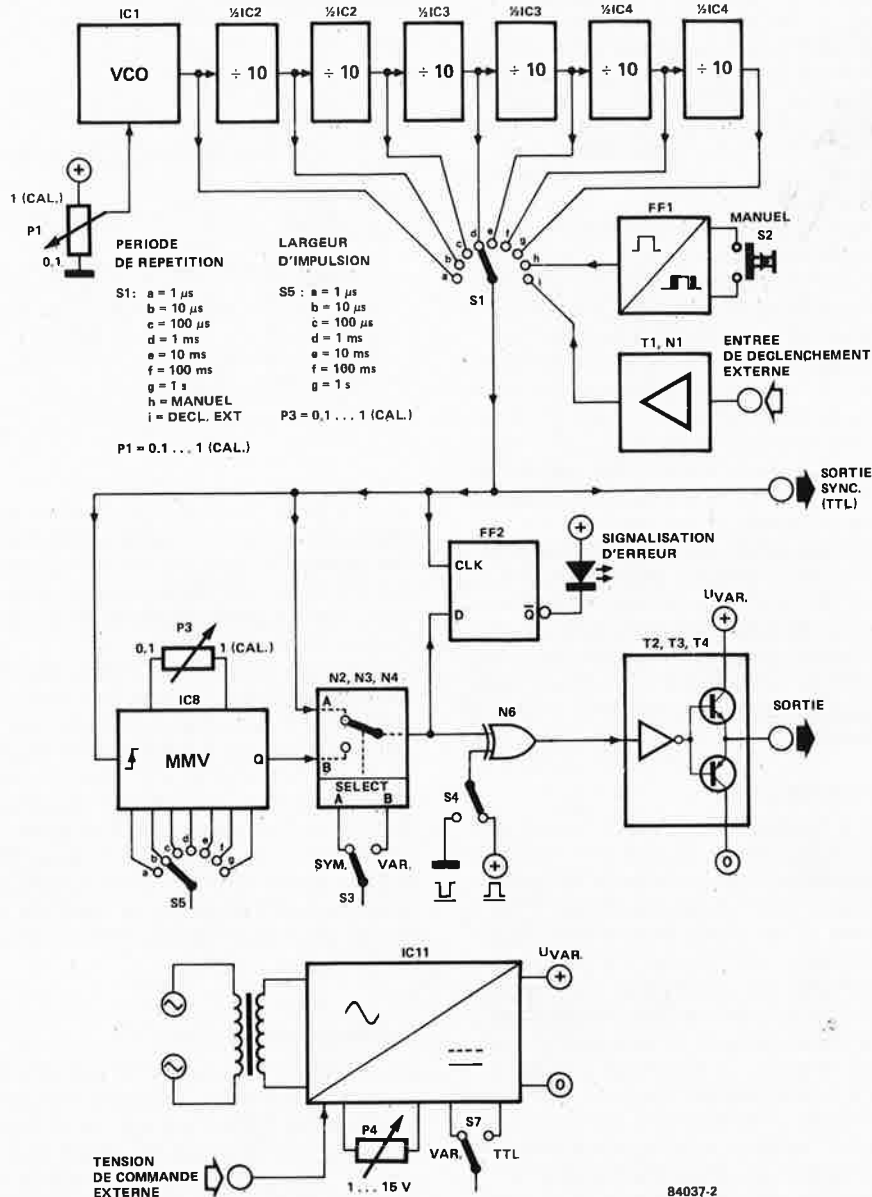 IC1 ½IC2 ½IC2 ½IC3 ½IC3 ½IC4 ½IC4
VCO ÷ 10 ÷ 10 ÷ 10 ÷ 10 ÷ 10 ÷ 10
+
1 (CAL.)
P1
0,1
PERIODE
DE REPETITION
S1: a = 1 µs
b = 10 µs
c = 100 µs
d = 1 ms
e = 10 ms
f = 100 ms
g = 1 s
h = MANUEL
i = DECL. EXT
P1 = 0.1 ... 1 (CAL.)
LARGEUR
D'IMPULSION
S5 : a = 1 µs
b = 10 µs
c = 100 µs
d = 1 ms
e = 10 ms
f = 100 ms
g = 1 s
P3 = 0,1 ... 1 (CAL.)
a b c d e f g h i
S1
FF1
MANUEL
S2
T1, N1
ENTREE
DE DECLENCHEMENT
EXTERNE
SORTIE
SYNC.
(TTL)
FF2
CLK
D Q
+
SIGNALISATION
D'ERREUR
P3
0,1 1 (CAL.)
IC8
MMV Q
a b c d e f g
S5
N2, N3, N4
A
B
SELECT
A B
SYM. VAR.
S3
N6
S4
+
T2, T3, T4
UVAR.
+
SORTIE
0
IC11
UVAR.
+
0
P4
1 ... 15 V
S7
VAR. TTL
TENSION
DE COMMANDE
EXTERNE
84037-2